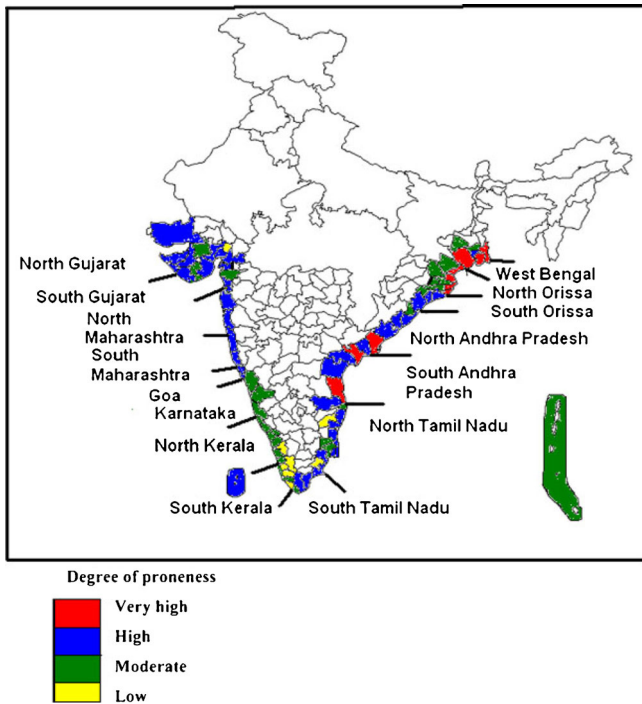 North Gujarat
South Gujarat
North
Maharashtra
South
Maharashtra
Goa
Karnataka
North Kerala
South Kerala
South Tamil Nadu
West Bengal
North Orissa
South Orissa
North Andhra Pradesh
South Andhra
Pradesh
North Tamil Nadu
Degree of proneness
Very high
High
Moderate
Low